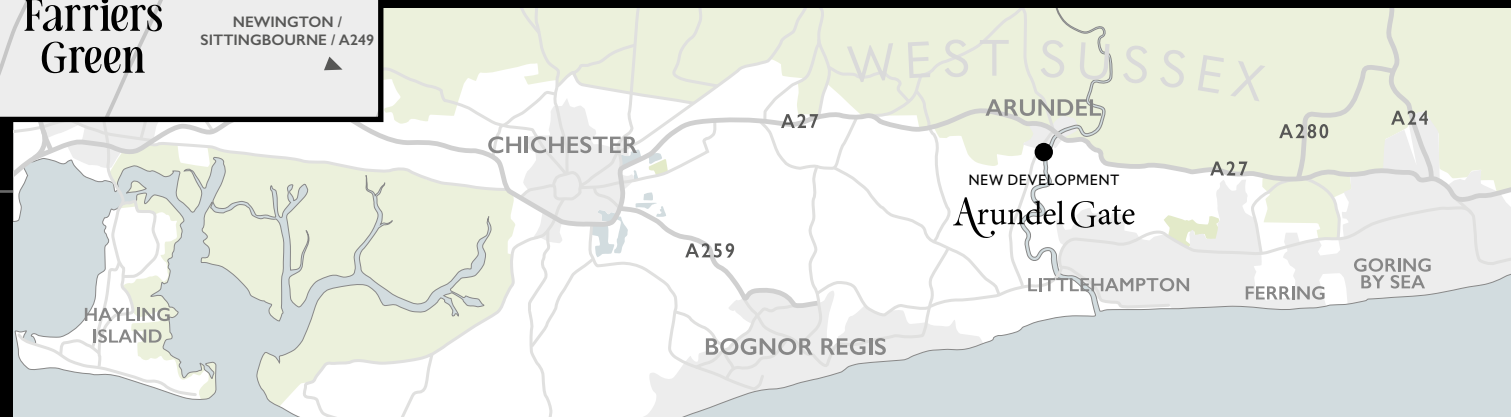 Farriers
Green
NEWINGTON /
SITTINGBOURNE / A249
WEST SUSSEX
ARUNDEL
A27
A24
A280
CHICHESTER
A27
NEW DEVELOPMENT
Arundel Gate
A259
LITTLEHAMPTON
FERRING
GORING
BY SEA
HAYLING
ISLAND
BOGNOR REGIS